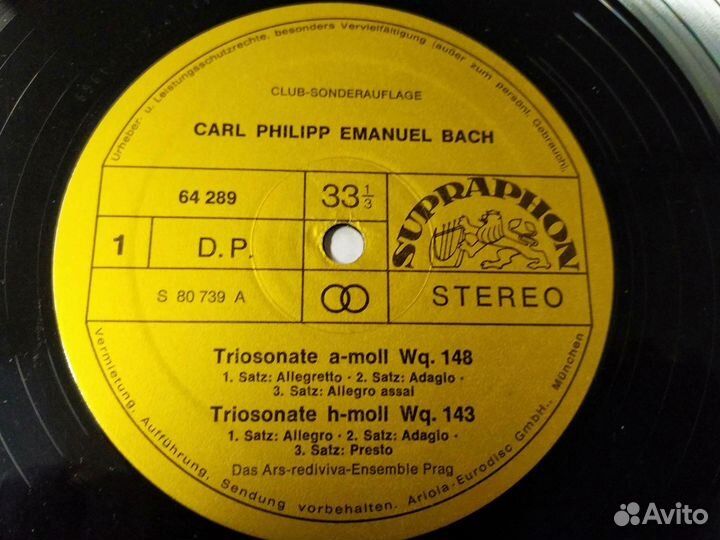 Urheber- u. Leistungsschutzrechte, besonders Vervielfältigung (außer zum persönl. Gebrauch),
CLUB-SONDERAUFLAGE
CARL PHILIPP EMANUEL BACH
64 289
33 1/3
SUPRAPHON
1
D.P.
S 80 739 A
STEREO
Triosonate a-moll Wq. 148
1. Satz: Allegretto · 2. Satz: Adagio ·
3. Satz: Allegro assai
Triosonate h-moll Wq. 143
1. Satz: Allegro · 2. Satz: Adagio ·
3. Satz: Presto
Das Ars-rediviva-Ensemble Prag
Vermietung, Aufführung, Sendung vorbehalten. Ariola-Eurodisc GmbH., München
Avito